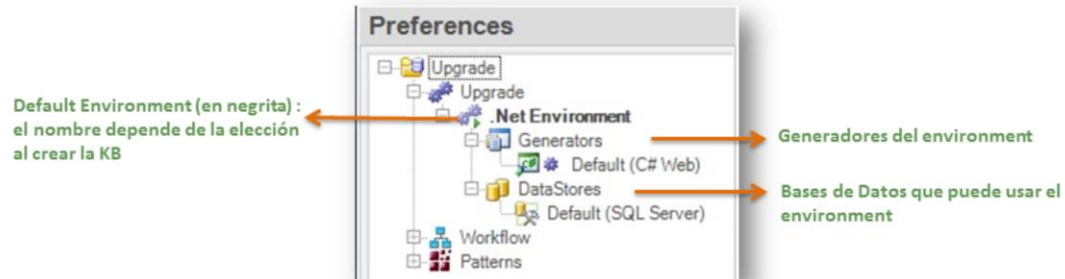 Preferences
Upgrade
Upgrade
.Net Environment
Generators
Default (C# Web)
DataStores
Default (SQL Server)
Workflow
Patterns
Default Environment (en negrita) :
el nombre depende de la elección
al crear la KB
Generadores del environment
Bases de Datos que puede usar el
environment